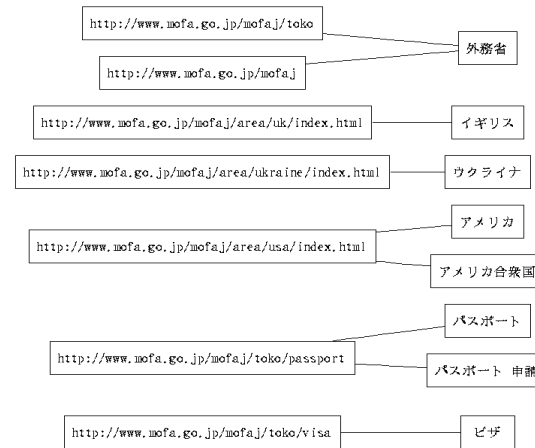 http://www.mofa.go.jp/mofaj/toko
外務省
http://www.mofa.go.jp/mofaj
http://www.mofa.go.jp/mofaj/area/uk/index.html
イギリス
http://www.mofa.go.jp/mofaj/area/ukraine/index.html
ウクライナ
アメリカ
http://www.mofa.go.jp/mofaj/area/usa/index.html
アメリカ合衆国
パスポート
http://www.mofa.go.jp/mofaj/toko/passport
パスポート 申請
http://www.mofa.go.jp/mofaj/toko/visa
ビザ